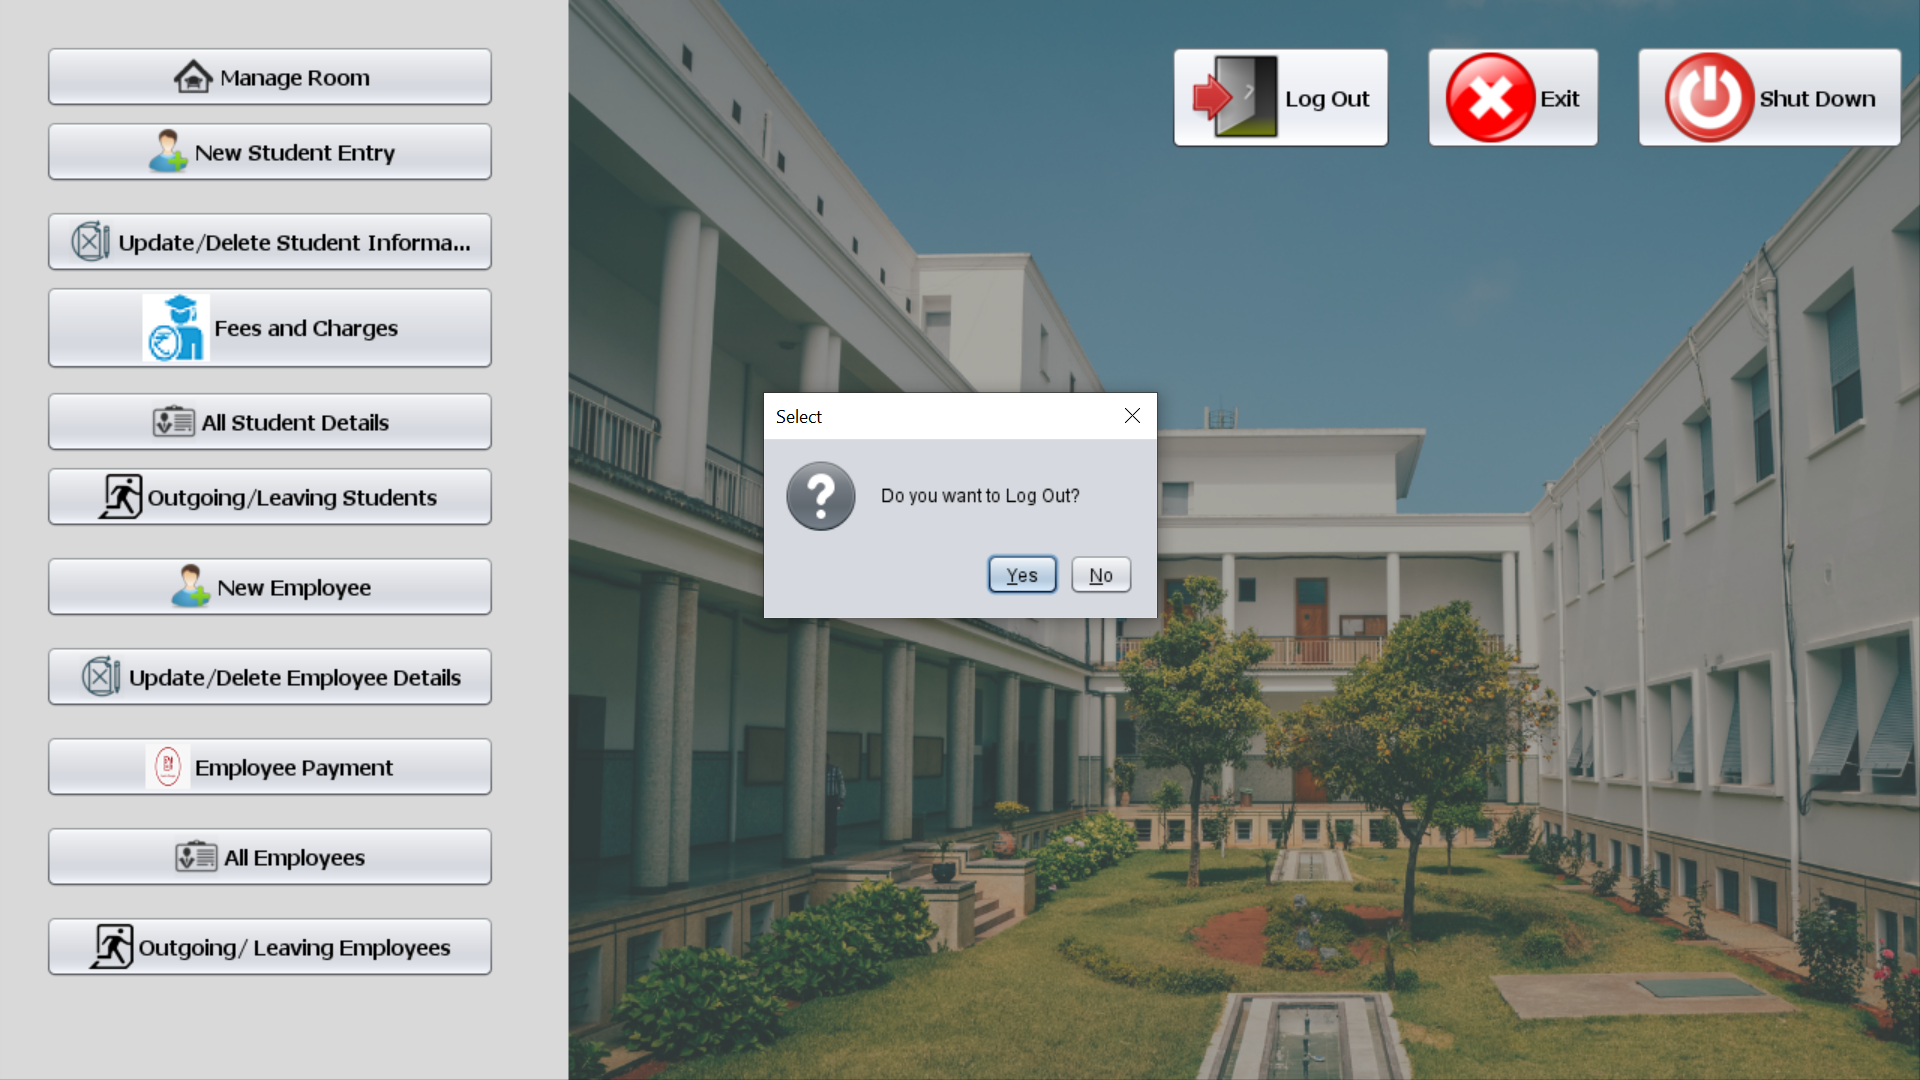 Manage Room
New Student Entry
Update/Delete Student Informa...
Fees and Charges
All Student Details
Outgoing/Leaving Students
New Employee
Update/Delete Employee Details
Employee Payment
All Employees
Outgoing/ Leaving Employees
Log Out
Exit
Shut Down
Select
Do you want to Log Out?
Yes
No